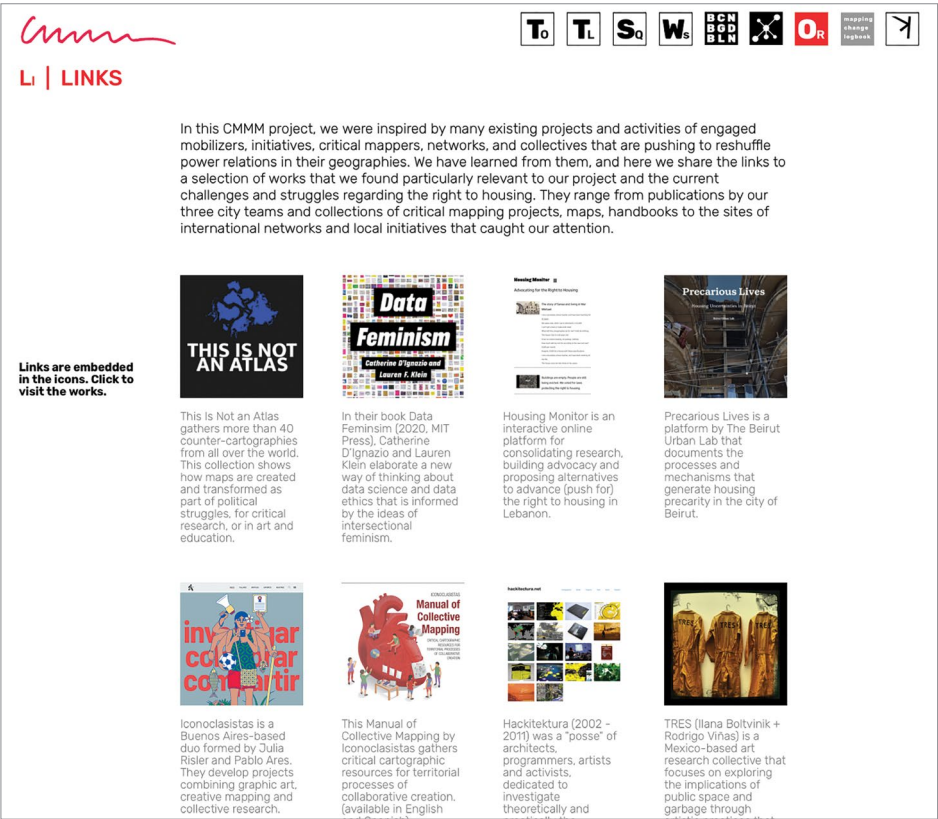 cmmm
To
TL
SQ
Ws
BCN
BGD
BLN
OR
mapping
change
logbook
LI | LINKS
In this CMMM project, we were inspired by many existing projects and activities of engaged
mobilizers, initiatives, critical mappers, networks, and collectives that are pushing to reshuffle
power relations in their geographies. We have learned from them, and here we share the links to
a selection of works that we found particularly relevant to our project and the current
challenges and struggles regarding the right to housing. They range from publications by our
three city teams and collections of critical mapping projects, maps, handbooks to the sites of
international networks and local initiatives that caught our attention.
Links are embedded
in the icons. Click to
visit the works.
THIS IS NOT
AN ATLAS
This Is Not an Atlas
gathers more than 40
counter-cartographies
from all over the world.
This collection shows
how maps are created
and transformed as
part of political
struggles, for critical
research, or in art and
education.
Data
Feminism
Catherine D'Ignazio and
Lauren F. Klein
In their book Data
Feminsim (2020, MIT
Press), Catherine
D'Ignazio and Lauren
Klein elaborate a new
way of thinking about
data science and data
ethics that is informed
by the ideas of
intersectional
feminism.
Housing Monitor
Advocating for the Right to Housing
Housing Monitor is an
interactive online
platform for
consolidating research,
building advocacy and
proposing alternatives
to advance (push for)
the right to housing in
Lebanon.
Precarious Lives
Precarious Lives is a
platform by The Beirut
Urban Lab that
documents the
processes and
mechanisms that
generate housing
precarity in the city of
Beirut.
Iconoclasistas is a
Buenos Aires-based
duo formed by Julia
Risler and Pablo Ares.
They develop projects
combining graphic art,
creative mapping and
collective research.
ICONOCLASISTAS
Manual of
Collective
Mapping
CRITICAL CARTOGRAPHIC
RESOURCES FOR
TERRITORIAL PROCESSES
OF COLLABORATIVE
CREATION
This Manual of
Collective Mapping by
Iconoclasistas gathers
critical cartographic
resources for territorial
processes of
collaborative creation.
(available in English
hackitektura.net
Hackitektura (2002 -
2011) was a "posse" of
architects,
programmers, artists
and activists,
dedicated to
investigate
theoretically and
TRES
TRES
TRES
TRES (Ilana Boltvinik +
Rodrigo Viñas) is a
Mexico-based art
research collective that
focuses on exploring
the implications of
public space and
garbage through